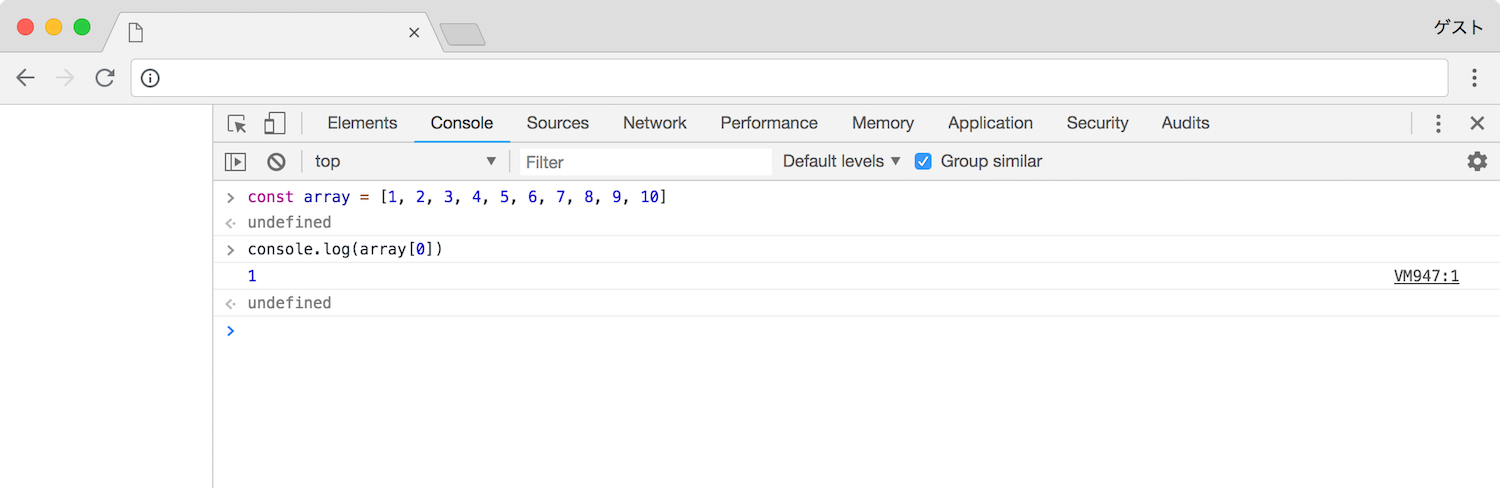 ゲスト
Elements Console Sources Network Performance Memory Application Security Audits
top Filter Default levels Group similar
const array = [1, 2, 3, 4, 5, 6, 7, 8, 9, 10]
undefined
console.log(array[0])
1 VM947:1
undefined